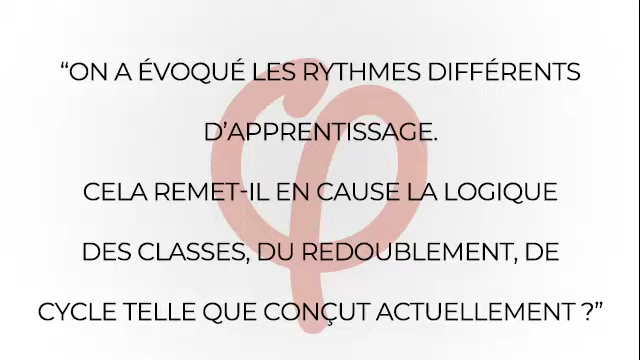 “ON A ÉVOQUÉ LES RYTHMES DIFFÉRENTS
D’APPRENTISSAGE.
CELA REMET-IL EN CAUSE LA LOGIQUE
DES CLASSES, DU REDOUBLEMENT, DE
CYCLE TELLE QUE CONÇUT ACTUELLEMENT ?”